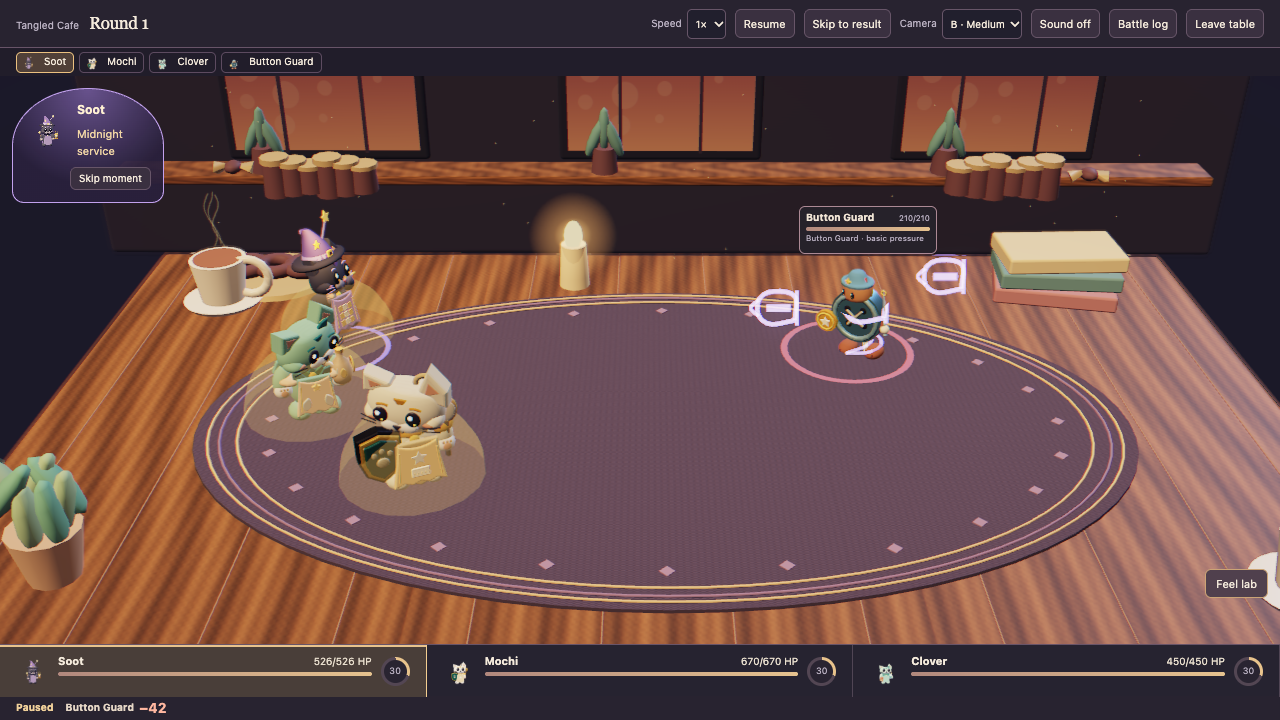 Tangled Cafe Round 1
Speed 1x Resume Skip to result Camera B · Medium Sound off Battle log Leave table
Soot Mochi Clover Button Guard
Soot
Midnight
service
Skip moment
Button Guard 210/210
Button Guard · basic pressure
Feel lab
Soot 526/526 HP 30
Mochi 670/670 HP 30
Clover 450/450 HP 30
Paused Button Guard −42